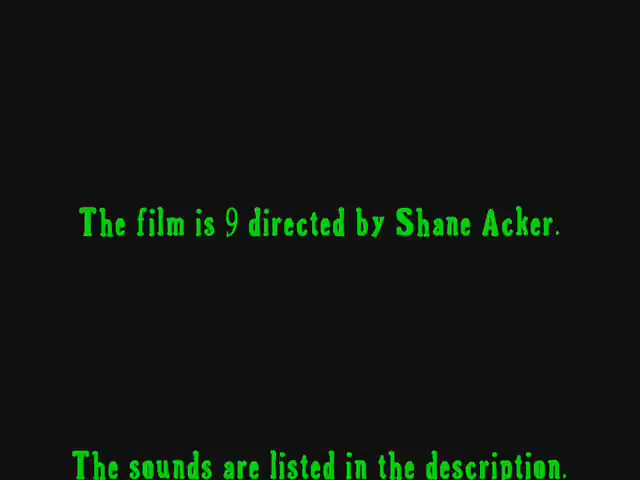 The film is 9 directed by Shane Acker.
The sounds are listed in the description.